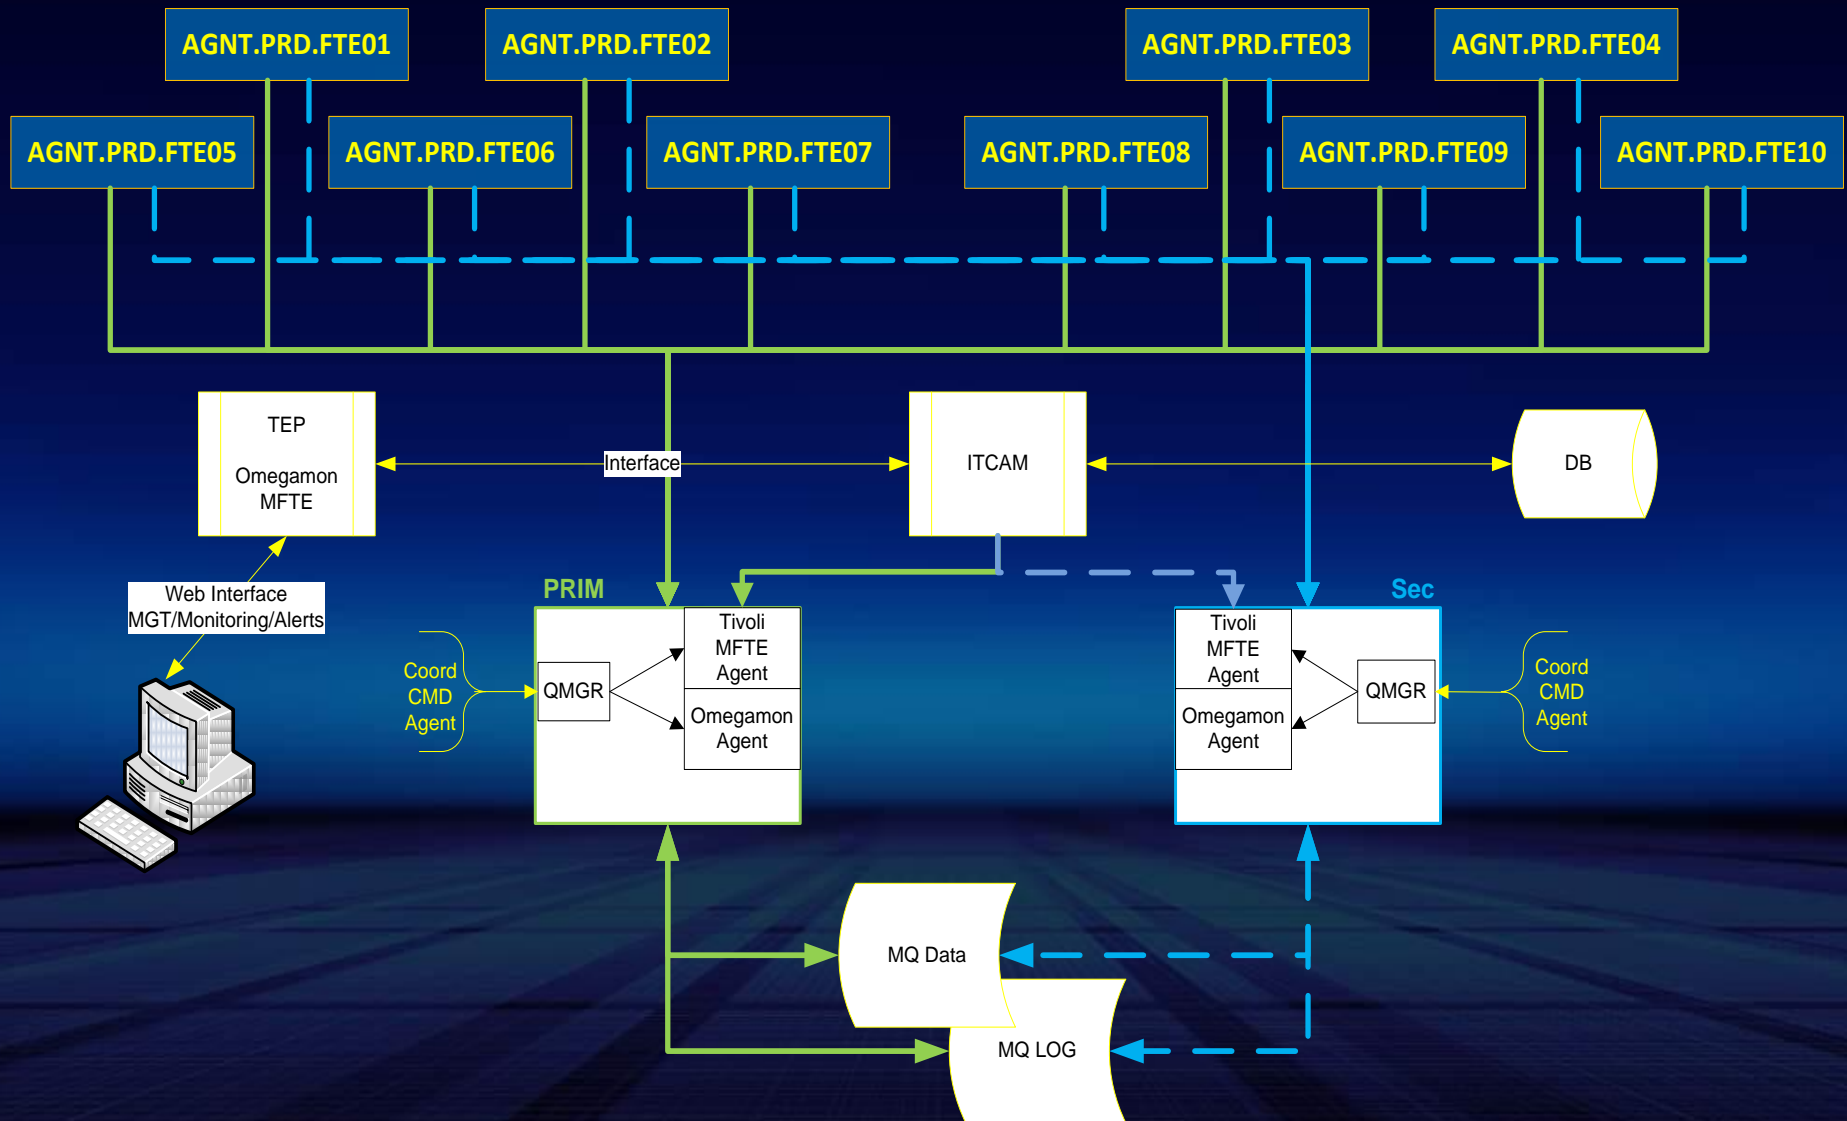 AGNT.PRD.FTE01
AGNT.PRD.FTE02
AGNT.PRD.FTE03
AGNT.PRD.FTE04
AGNT.PRD.FTE05
AGNT.PRD.FTE06
AGNT.PRD.FTE07
AGNT.PRD.FTE08
AGNT.PRD.FTE09
AGNT.PRD.FTE10
TEP
Omegamon
MFTE
Interface
ITCAM
DB
Web Interface
MGT/Monitoring/Alerts
PRIM
Coord
CMD
Agent
QMGR
Tivoli
MFTE
Agent
Omegamon
Agent
Sec
Tivoli
MFTE
Agent
Omegamon
Agent
QMGR
Coord
CMD
Agent
MQ Data
MQ LOG